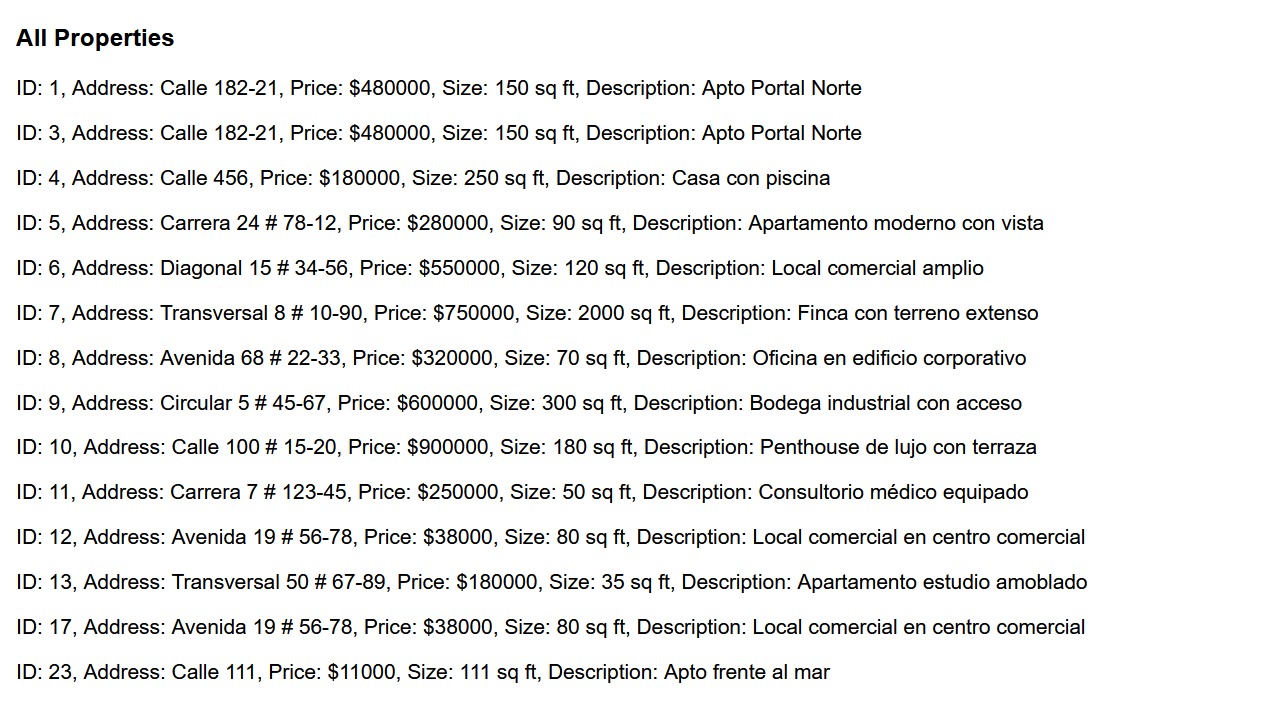 All Properties
ID: 1, Address: Calle 182-21, Price: $480000, Size: 150 sq ft, Description: Apto Portal Norte
ID: 3, Address: Calle 182-21, Price: $480000, Size: 150 sq ft, Description: Apto Portal Norte
ID: 4, Address: Calle 456, Price: $180000, Size: 250 sq ft, Description: Casa con piscina
ID: 5, Address: Carrera 24 # 78-12, Price: $280000, Size: 90 sq ft, Description: Apartamento moderno con vista
ID: 6, Address: Diagonal 15 # 34-56, Price: $550000, Size: 120 sq ft, Description: Local comercial amplio
ID: 7, Address: Transversal 8 # 10-90, Price: $750000, Size: 2000 sq ft, Description: Finca con terreno extenso
ID: 8, Address: Avenida 68 # 22-33, Price: $320000, Size: 70 sq ft, Description: Oficina en edificio corporativo
ID: 9, Address: Circular 5 # 45-67, Price: $600000, Size: 300 sq ft, Description: Bodega industrial con acceso
ID: 10, Address: Calle 100 # 15-20, Price: $900000, Size: 180 sq ft, Description: Penthouse de lujo con terraza
ID: 11, Address: Carrera 7 # 123-45, Price: $250000, Size: 50 sq ft, Description: Consultorio médico equipado
ID: 12, Address: Avenida 19 # 56-78, Price: $38000, Size: 80 sq ft, Description: Local comercial en centro comercial
ID: 13, Address: Transversal 50 # 67-89, Price: $180000, Size: 35 sq ft, Description: Apartamento estudio amoblado
ID: 17, Address: Avenida 19 # 56-78, Price: $38000, Size: 80 sq ft, Description: Local comercial en centro comercial
ID: 23, Address: Calle 111, Price: $11000, Size: 111 sq ft, Description: Apto frente al mar